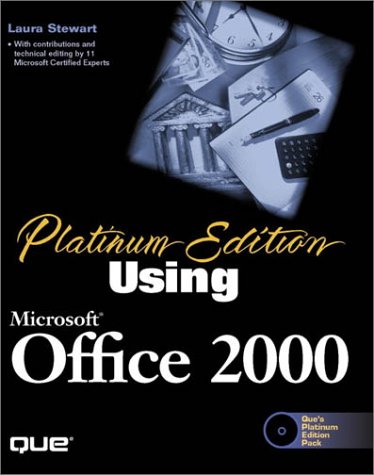 Laura Stewart
• With contributions and
technical editing by 11
Microsoft Certified Experts
Platinum Edition
Using
Microsoft®
Office 2000
QUE®
Que's
Platinum
Edition
Pack